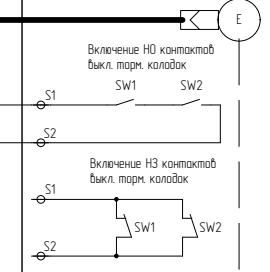 E
Включение НО контактов
выкл. торм. колодок
SW1 SW2
S1
S2
Включение НЗ контактов
выкл. торм. колодок
S1
SW1 SW2
S2